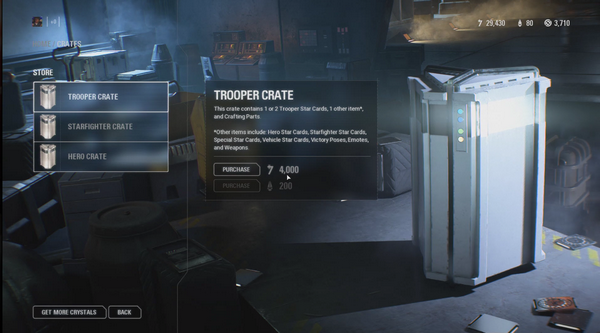 29,430 80 3,710
CRATES
STORE
TROOPER CRATE
STARFIGHTER CRATE
HERO CRATE
TROOPER CRATE
This crate contains 1 or 2 Trooper Star Cards, 1 other item*,
and Crafting Parts.
*Other items include: Hero Star Cards, Starfighter Star Cards,
Special Star Cards, Vehicle Star Cards, Victory Poses, Emotes,
and Weapons.
PURCHASE 4,000
PURCHASE 200
GET MORE CRYSTALS BACK